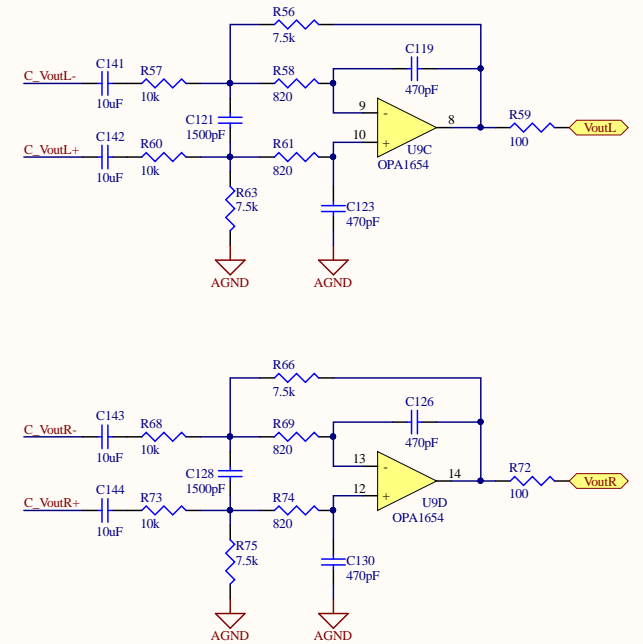 R56
7.5k
C141
C_VoutL-
10uF
R57
10k
R58
820
C119
470pF
C121
1500pF
9
-
10
+
8
U9C
OPA1654
R59
100
VoutL
C142
C_VoutL+
10uF
R60
10k
R61
820
R63
7.5k
C123
470pF
AGND
AGND
R66
7.5k
C143
C_VoutR-
10uF
R68
10k
R69
820
C126
470pF
C128
1500pF
13
-
12
+
14
U9D
OPA1654
R72
100
VoutR
C144
C_VoutR+
10uF
R73
10k
R74
820
R75
7.5k
C130
470pF
AGND
AGND